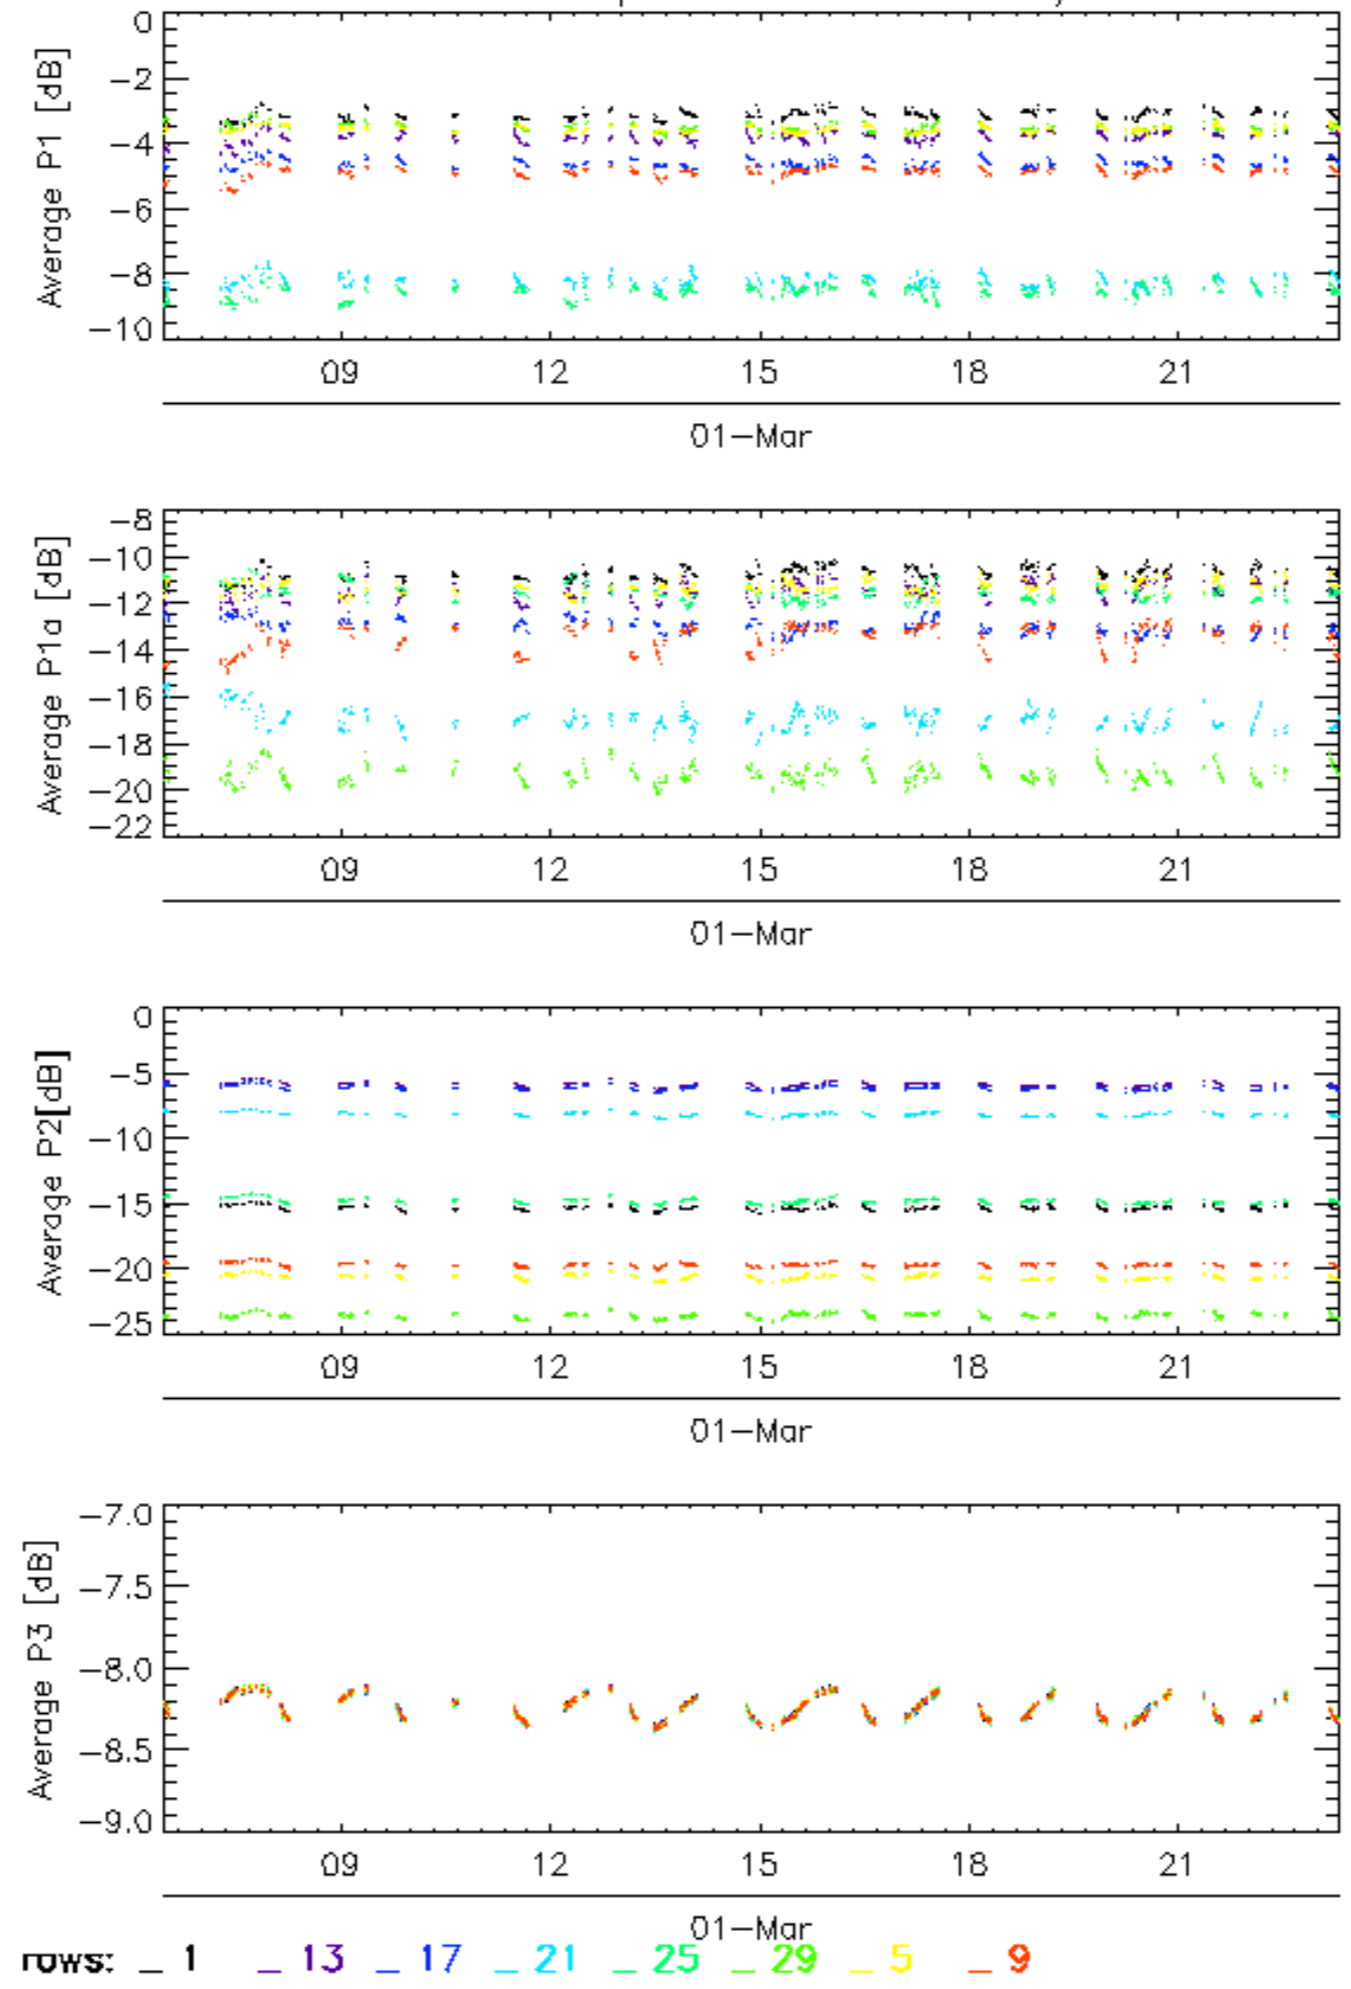 0
−2
−4
−6
−8
−10
Average P1 [dB]
09 12 15 18 21
01−Mar
−8
−10
−12
−14
−16
−18
−20
−22
Average P1a [dB]
09 12 15 18 21
01−Mar
0
−5
−10
−15
−20
−25
Average P2[dB]
09 12 15 18 21
01−Mar
−7.0
−7.5
−8.0
−8.5
−9.0
Average P3 [dB]
09 12 15 18 21
01−Mar
rows: _ 1 _ 13 _ 17 _ 21 _ 25 _ 29 _ 5 _ 9